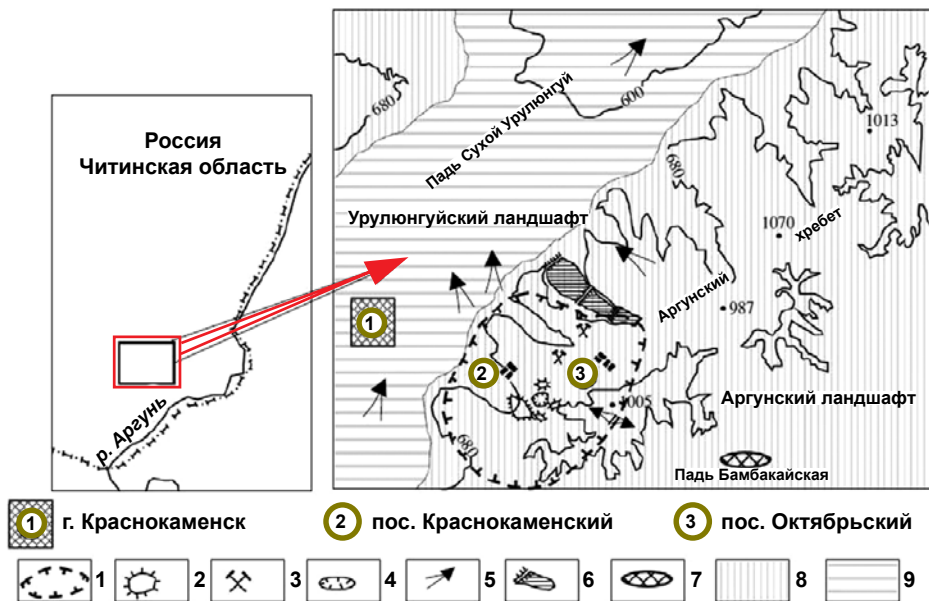 Россия
Читинская область
р. Аргунь
680
600
Падь Сухой Урулюнгуй
1013
680
Урулюнгуйский ландшафт
1070
хребет
Аргунский
987
1
2
3
1005
Аргунский ландшафт
680
Падь Бамбакайская
1 г. Краснокаменск
2 пос. Краснокаменский
3 пос. Октябрьский
1 2 3 4 5 6 7 8 9